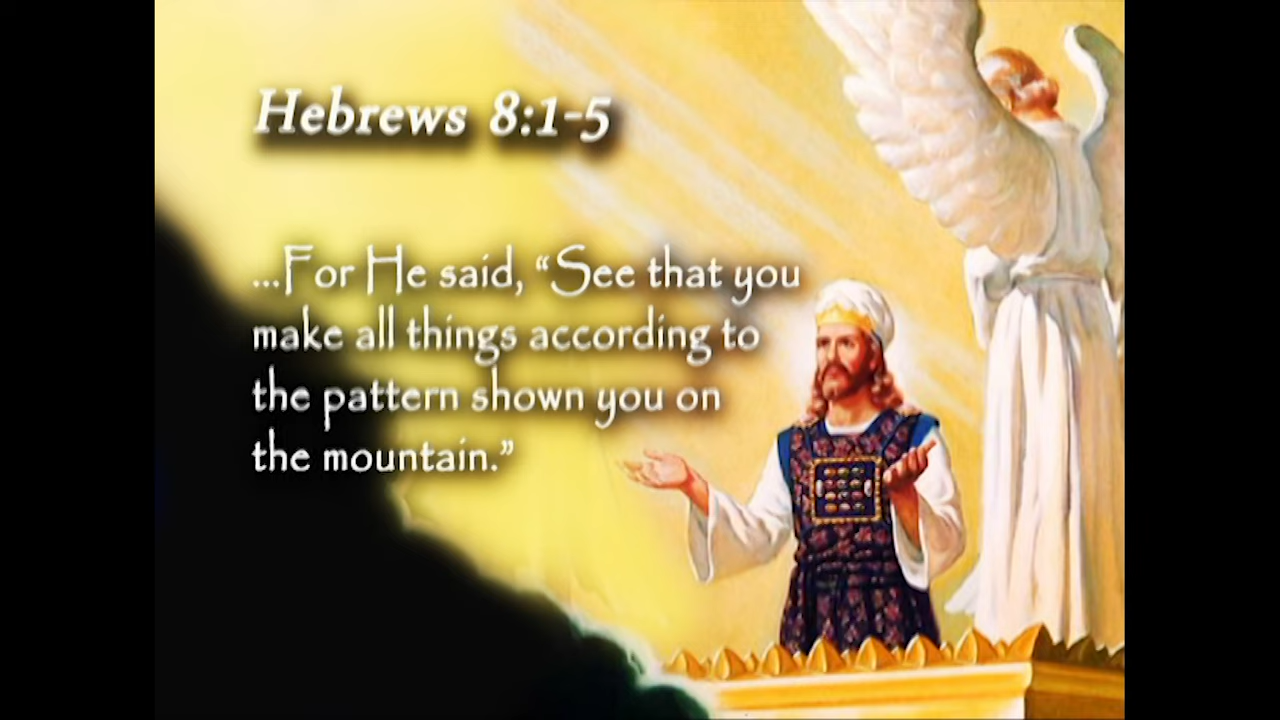 Hebrews 8:1-5
...For He said, “See that you
make all things according to
the pattern shown you on
the mountain.”